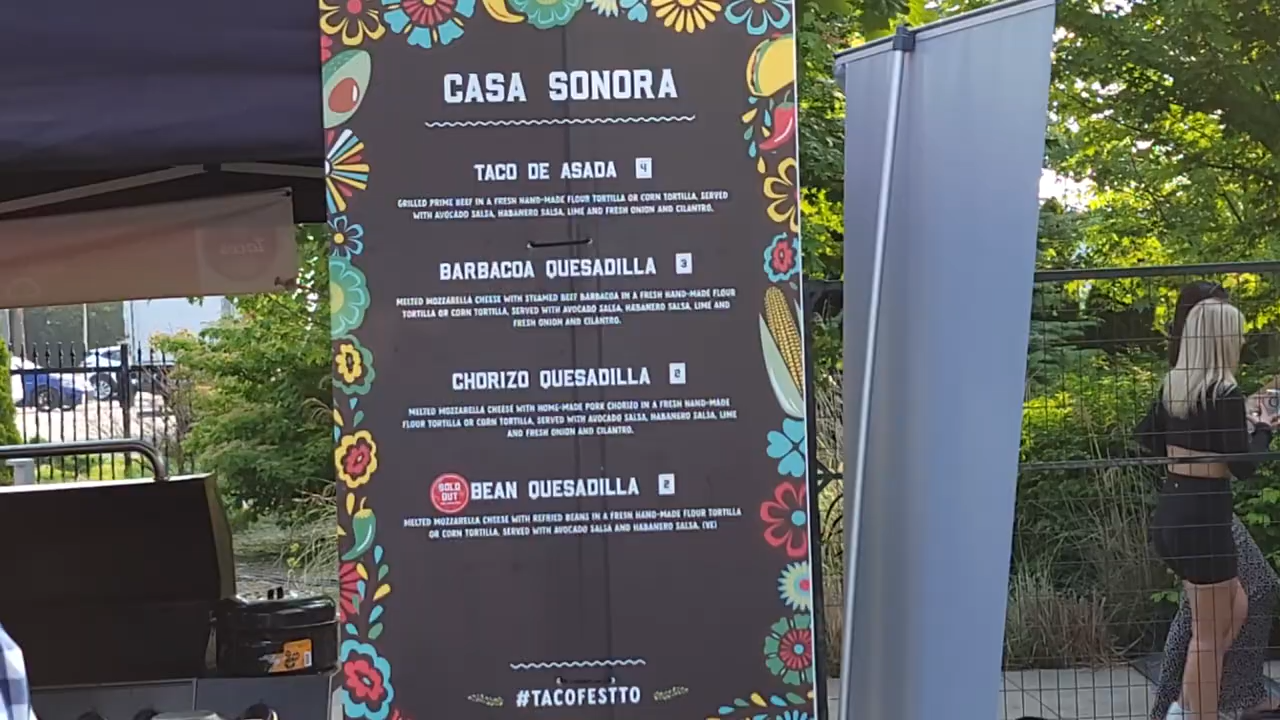 CASA SONORA
TACO DE ASADA 4
GRILLED PRIME BEEF IN A FRESH HAND-MADE FLOUR TORTILLA OR CORN TORTILLA, SERVED
WITH AVOCADO SALSA, HABANERO SALSA, LIME AND FRESH ONION AND CILANTRO.
BARBACOA QUESADILLA 3
MELTED MOZZARELLA CHEESE WITH STEAMED BEEF BARBACOA IN A FRESH HAND-MADE FLOUR
TORTILLA OR CORN TORTILLA, SERVED WITH AVOCADO SALSA, HABANERO SALSA, LIME AND
FRESH ONION AND CILANTRO.
CHORIZO QUESADILLA 2
MELTED MOZZARELLA CHEESE WITH HOME-MADE PORK CHORIZO IN A FRESH HAND-MADE
FLOUR TORTILLA OR CORN TORTILLA, SERVED WITH AVOCADO SALSA, HABANERO SALSA, LIME
AND FRESH ONION AND CILANTRO.
SOLD
OUT
BEAN QUESADILLA 2
MELTED MOZZARELLA CHEESE WITH REFRIED BEANS IN A FRESH HAND-MADE FLOUR TORTILLA
OR CORN TORTILLA, SERVED WITH AVOCADO SALSA AND HABANERO SALSA. (VE)
#TACOFESTTO